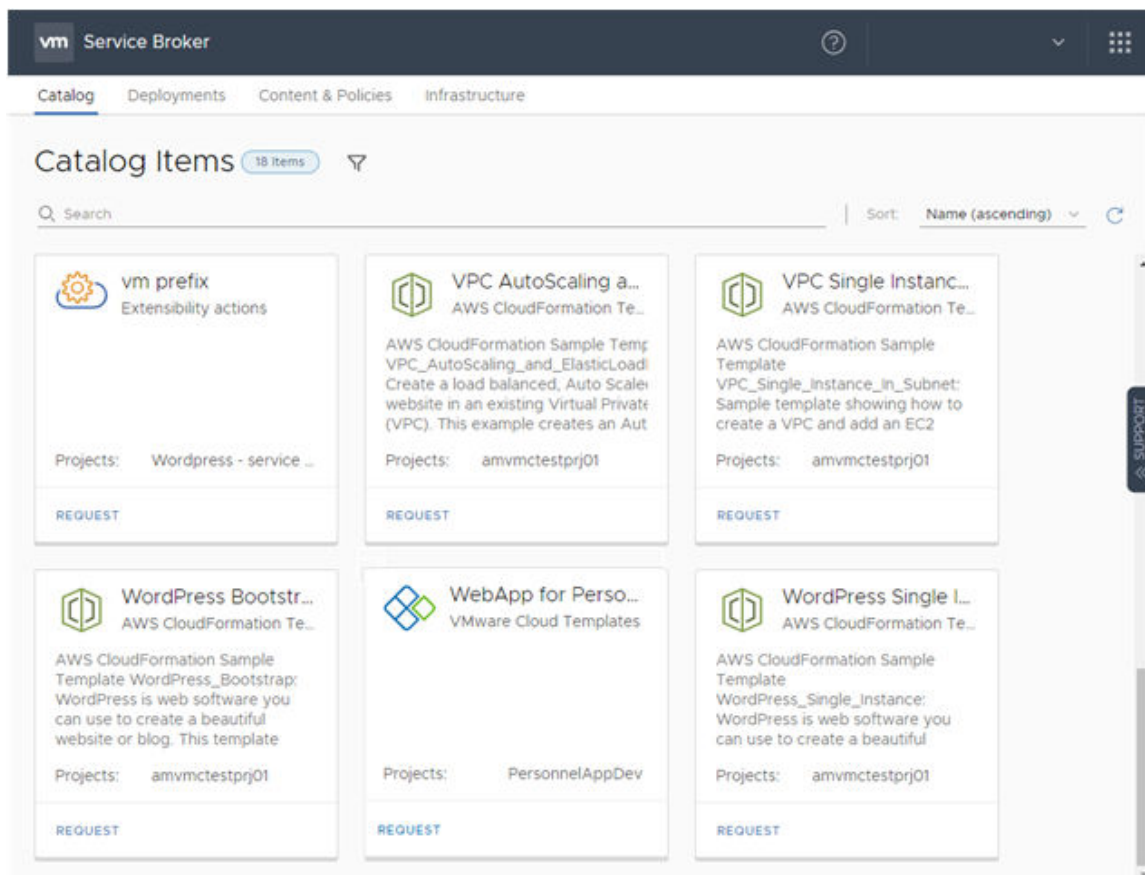 vm Service Broker
Catalog Deployments Content & Policies Infrastructure
Catalog Items 18 items
Search
Sort: Name (ascending)
vm prefix
Extensibility actions
Projects: Wordpress - service ...
REQUEST
VPC AutoScaling a...
AWS CloudFormation Te...
AWS CloudFormation Sample Temp
VPC_AutoScaling_and_ElasticLoad
Create a load balanced, Auto Scale
website in an existing Virtual Private
(VPC). This example creates an Aut
Projects: amvmctestprj01
REQUEST
VPC Single Instanc...
AWS CloudFormation Te...
AWS CloudFormation Sample
Template
VPC_Single_Instance_In_Subnet:
Sample template showing how to
create a VPC and add an EC2
Projects: amvmctestprj01
REQUEST
SUPPORT
WordPress Bootstr...
AWS CloudFormation Te...
AWS CloudFormation Sample
Template WordPress_Bootstrap:
WordPress is web software you
can use to create a beautiful
website or blog. This template
Projects: amvmctestprj01
REQUEST
WebApp for Perso...
VMware Cloud Templates
Projects: PersonnelAppDev
REQUEST
WordPress Single I...
AWS CloudFormation Te...
AWS CloudFormation Sample
Template
WordPress_Single_Instance:
WordPress is web software you
can use to create a beautiful
Projects: amvmctestprj01
REQUEST